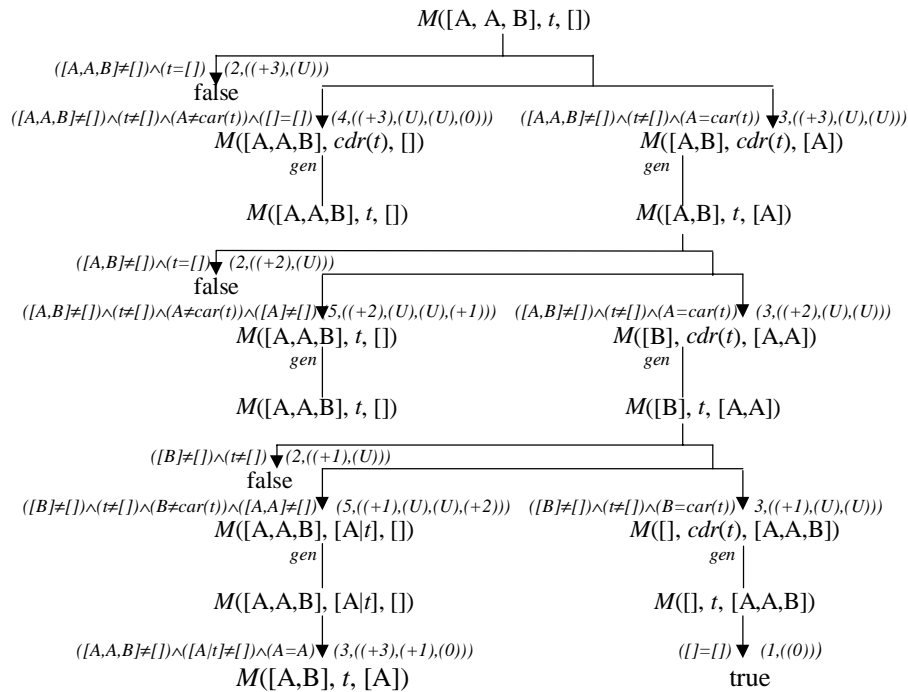 M([A, A, B], t, [])
([A,A,B]≠[])∧(t=[]) (2,((+3),(U)))
false
([A,A,B]≠[])∧(t≠[])∧(A≠car(t))∧([]=[]) (4,((+3),(U),(U),(0))) ([A,A,B]≠[])∧(t≠[])∧(A=car(t)) 3,((+3),(U),(U))
M([A,A,B], cdr(t), []) M([A,B], cdr(t), [A])
gen gen
M([A,A,B], t, []) M([A,B], t, [A])
([A,B]≠[])∧(t=[]) (2,((+2),(U)))
false
([A,B]≠[])∧(t≠[])∧(A≠car(t))∧([A]≠[]) 5,((+2),(U),(U),(+1))) ([A,B]≠[])∧(t≠[])∧(A=car(t)) (3,((+2),(U),(U)))
M([A,A,B], t, []) M([B], cdr(t), [A,A])
gen gen
M([A,A,B], t, []) M([B], t, [A,A])
([B]≠[])∧(t≠[]) (2,((+1),(U)))
false
([B]≠[])∧(t≠[])∧(B≠car(t))∧([A,A]≠[]) (5,((+1),(U),(U),(+2))) ([B]≠[])∧(t≠[])∧(B=car(t)) 3,((+1),(U),(U)))
M([A,A,B], [A|t], []) M([], cdr(t), [A,A,B])
gen gen
M([A,A,B], [A|t], []) M([], t, [A,A,B])
([A,A,B]≠[])∧([A|t]≠[])∧(A=A) (3,((+3),(+1),(0))) ([]=[]) (1,((0)))
M([A,B], t, [A]) true